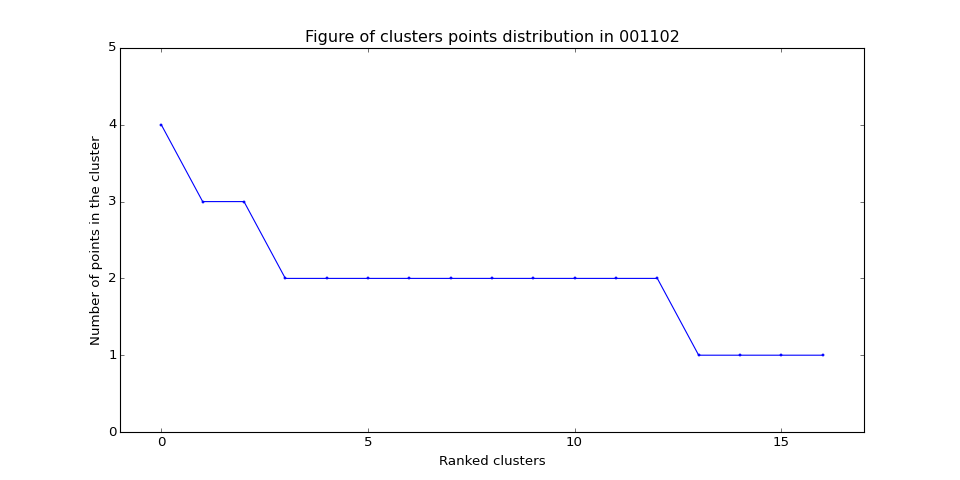 Figure of clusters points distribution in 001102
5
4
3
2
1
0
Number of points in the cluster
0 5 10 15
Ranked clusters